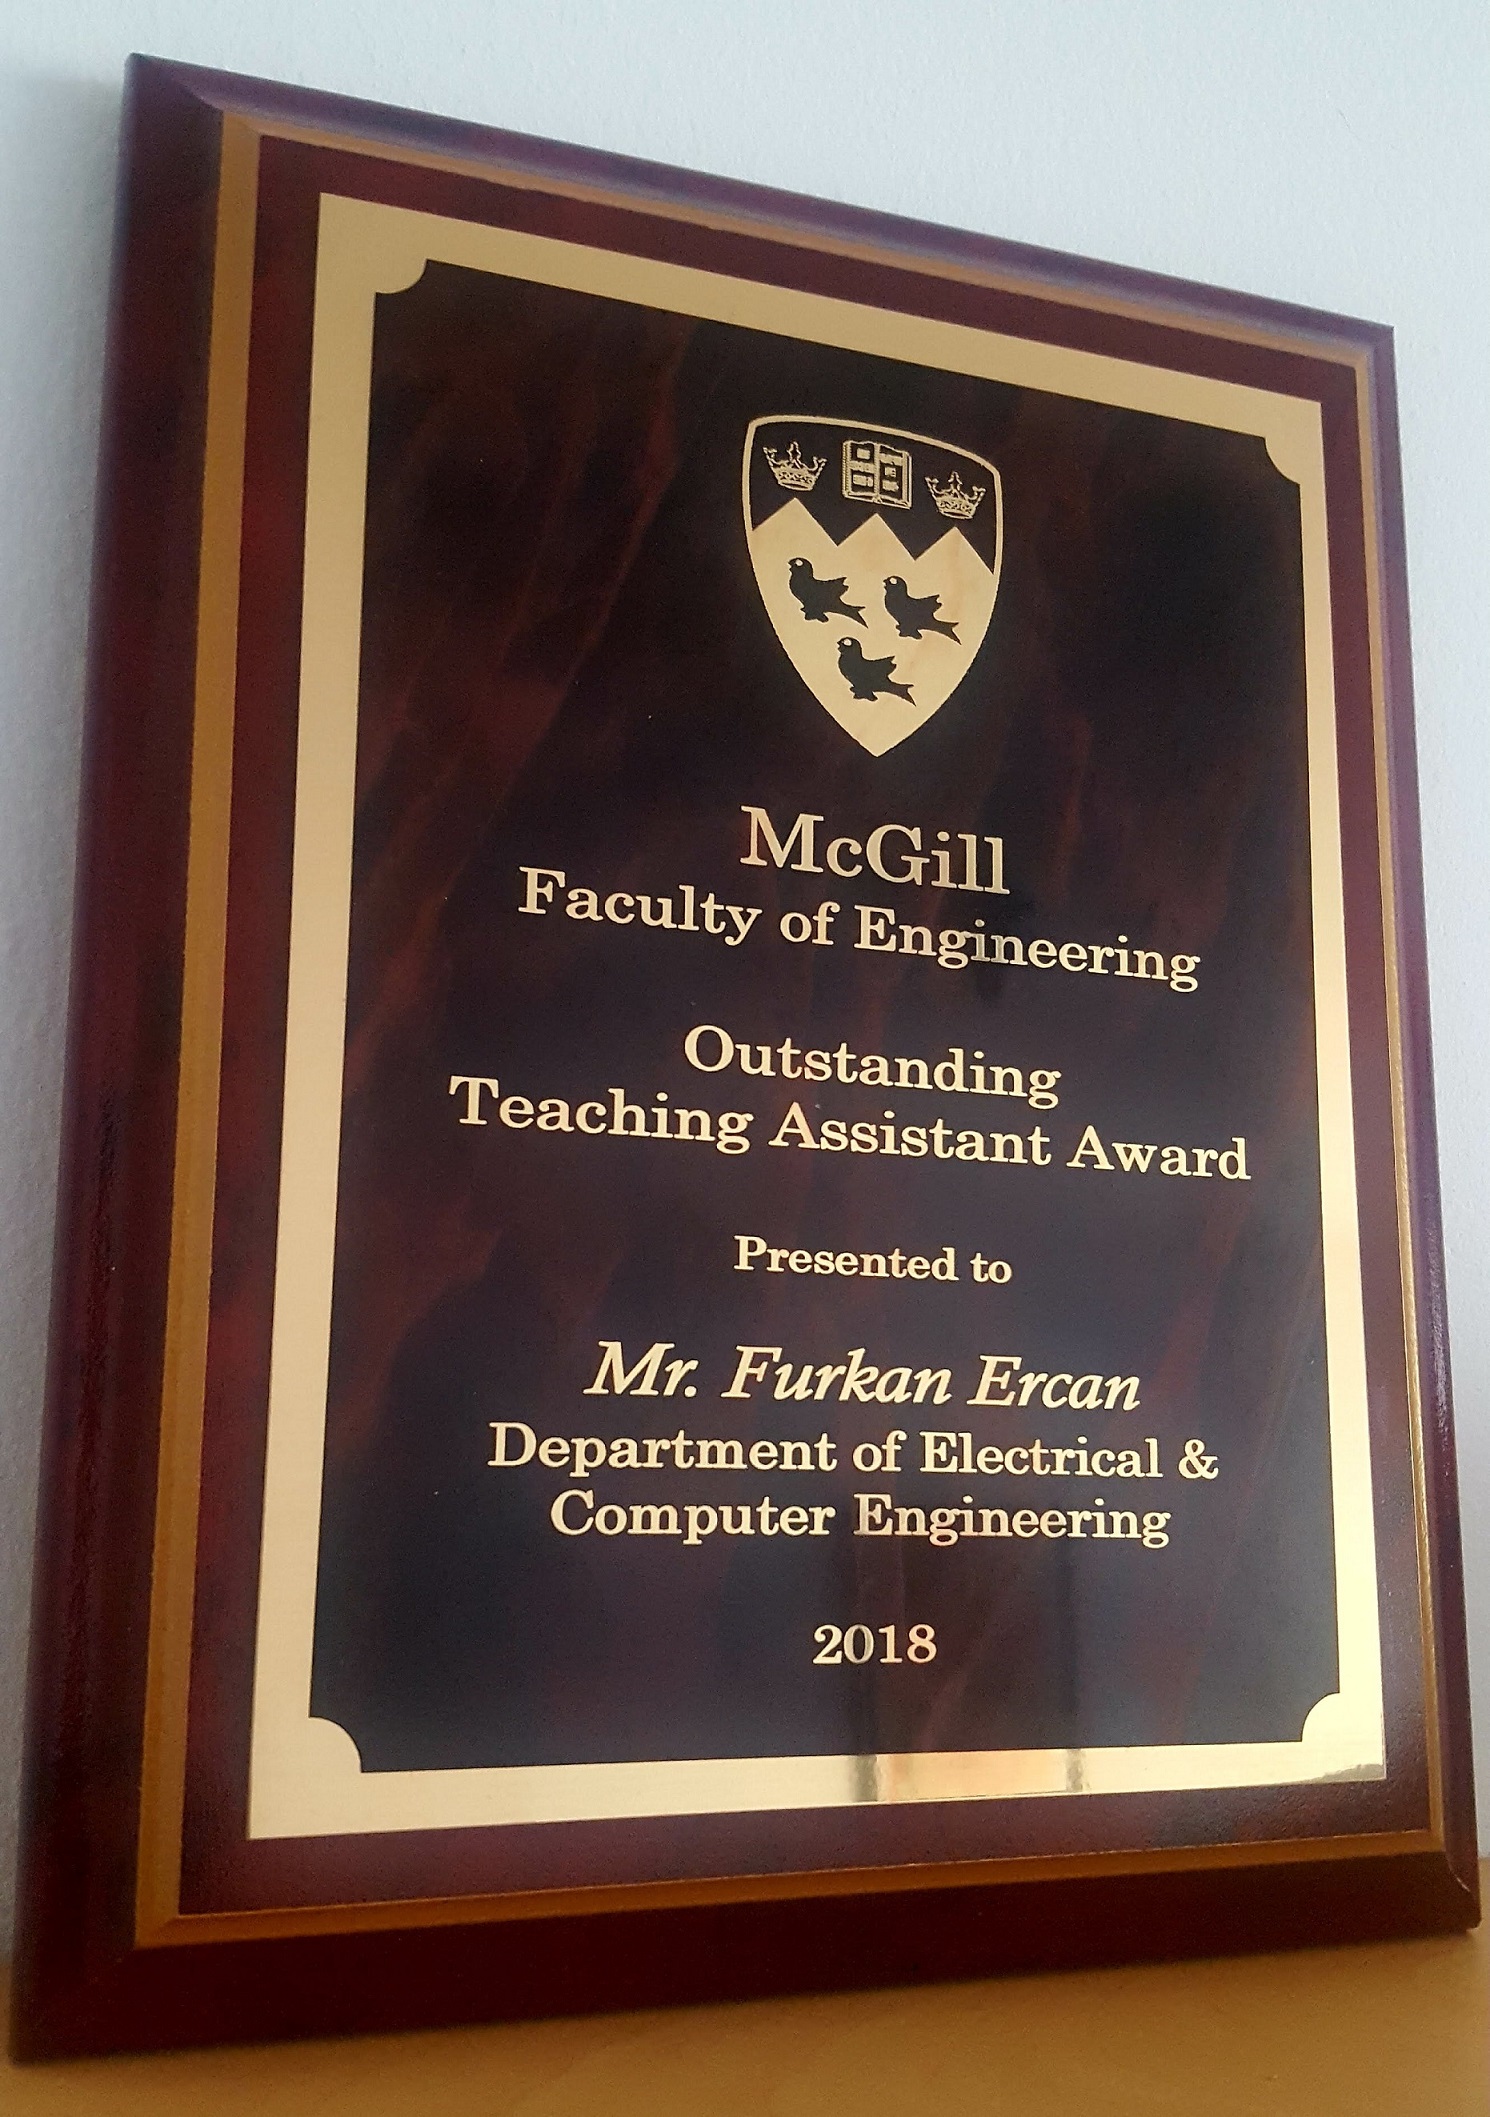 McGill
Faculty of Engineering
Outstanding
Teaching Assistant Award
Presented to
Mr. Furkan Ercan
Department of Electrical &
Computer Engineering
2018